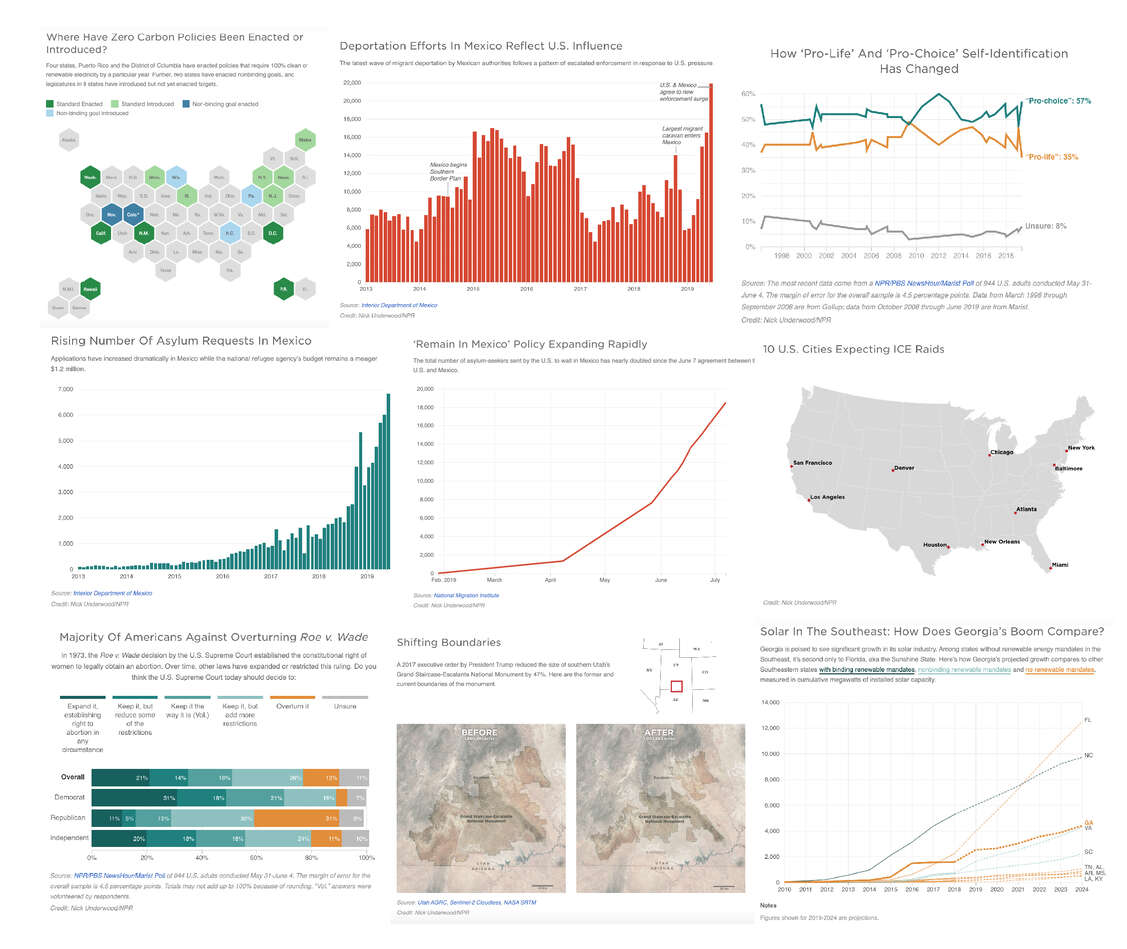 Where Have Zero Carbon Policies Been Enacted or
Introduced?
Four states, Puerto Rico and the District of Columbia have enacted policies that require 100% clean or
renewable electricity by a particular year. Further, two states have enacted nonbinding goals, and
legislatures in 8 states have introduced but not yet enacted targets.
Standard Enacted
Standard Introduced
Non-binding goal enacted
Non-binding goal introduced
Alaska
Maine
Vt.
N.H.
Wash.
Minn.
Wis.
N.Y.
Mass.
Ill.
Pa.
N.J.
Nev.
Colo.*
Calif.
Utah
N.M.
N.C.
D.C.
Hawaii
P.R.
Deportation Efforts In Mexico Reflect U.S. Influence
The latest wave of migrant deportation by Mexican authorities follows a pattern of escalated enforcement in response to U.S. pressure.
22,000
20,000
18,000
16,000
14,000
12,000
10,000
8,000
6,000
4,000
2,000
0
U.S. & Mexico
agree to new
enforcement surge
Largest migrant
caravan enters
Mexico
Mexico begins
Southern
Border Plan
2013
2014
2015
2016
2017
2018
2019
Source: Interior Department of Mexico
Credit: Nick Underwood/NPR
How ‘Pro-Life’ And ‘Pro-Choice’ Self-Identification
Has Changed
60%
50%
40%
30%
20%
10%
0%
"Pro-choice": 57%
"Pro-life": 35%
Unsure: 8%
1998
2000
2002
2004
2006
2008
2010
2012
2014
2016
2018
Source: The most recent data come from a NPR/PBS NewsHour/Marist Poll of 944 U.S. adults conducted May 31-
June 4. The margin of error for the overall sample is 4.5 percentage points. Data from March 1996 through
September 2008 are from Gallup; data from October 2008 through June 2019 are from Marist.
Credit: Nick Underwood/NPR
Rising Number Of Asylum Requests In Mexico
Applications have increased dramatically in Mexico while the national refugee agency's budget remains a meager
$1.2 million.
7,000
6,000
5,000
4,000
3,000
2,000
1,000
0
2013
2014
2015
2016
2017
2018
2019
Source: Interior Department of Mexico
Credit: Nick Underwood/NPR
‘Remain In Mexico’ Policy Expanding Rapidly
The total number of asylum-seekers sent by the U.S. to wait in Mexico has nearly doubled since the June 7 agreement between t
U.S. and Mexico.
20,000
18,000
16,000
14,000
12,000
10,000
8,000
6,000
4,000
2,000
0
Feb. 2019
March
April
May
June
July
Source: National Migration Institute
Credit: Nick Underwood/NPR
10 U.S. Cities Expecting ICE Raids
San Francisco
Denver
Chicago
New York
Baltimore
Los Angeles
Atlanta
Houston
New Orleans
Miami
Credit: Nick Underwood/NPR
Majority Of Americans Against Overturning Roe v. Wade
In 1973, the Roe v. Wade decision by the U.S. Supreme Court established the constitutional right of
women to legally obtain an abortion. Over time, other laws have expanded or restricted this ruling. Do you
think the U.S. Supreme Court today should decide to:
Expand it,
establishing
right to
abortion in
any
circumstance
Keep it, but
reduce some
of the
restrictions
Keep it the
way it is (Vol.)
Keep it, but
add more
restrictions
Overturn it
Unsure
Overall 21% 14% 16% 26% 13% 11%
Democrat 31% 18% 21% 19% 7%
Republican 11% 5% 13% 30% 31% 9%
Independent 20% 18% 18% 24% 11% 10%
0%
20%
40%
60%
80%
100%
Source: NPR/PBS NewsHour/Marist Poll of 944 U.S. adults conducted May 31-June 4. The margin of error for the
overall sample is 4.5 percentage points. Totals may not add up to 100% because of rounding. "Vol." answers were
volunteered by respondents.
Credit: Nick Underwood/NPR
Shifting Boundaries
A 2017 executive order by President Trump reduced the size of southern Utah's
Grand Staircase-Escalante National Monument by 47%. Here are the former and
current boundaries of the monument.
BEFORE
Grand Staircase-Escalante
National Monument
UTAH
ARIZONA
AFTER
Grand Staircase-Escalante
National Monument
UTAH
ARIZONA
Source: Utah AGRC, Sentinel-2 Cloudless, NASA SRTM
Credit: Nick Underwood/NPR
Solar In The Southeast: How Does Georgia's Boom Compare?
Georgia is poised to see significant growth in its solar industry. Among states without renewable energy mandates in the
Southeast, it's second only to Florida, aka the Sunshine State. Here's how Georgia's projected growth compares to other
Southeastern states with binding renewable mandates, nonbinding renewable mandates and no renewable mandates,
measured in cumulative megawatts of installed solar capacity.
14,000
12,000
10,000
8,000
6,000
4,000
2,000
0
FL
NC
GA
VA
SC
TN, AL,
AR, MS,
LA, KY
2010
2011
2012
2013
2014
2015
2016
2017
2018
2019
2020
2021
2022
2023
2024
Notes
Figures shown for 2019-2024 are projections.